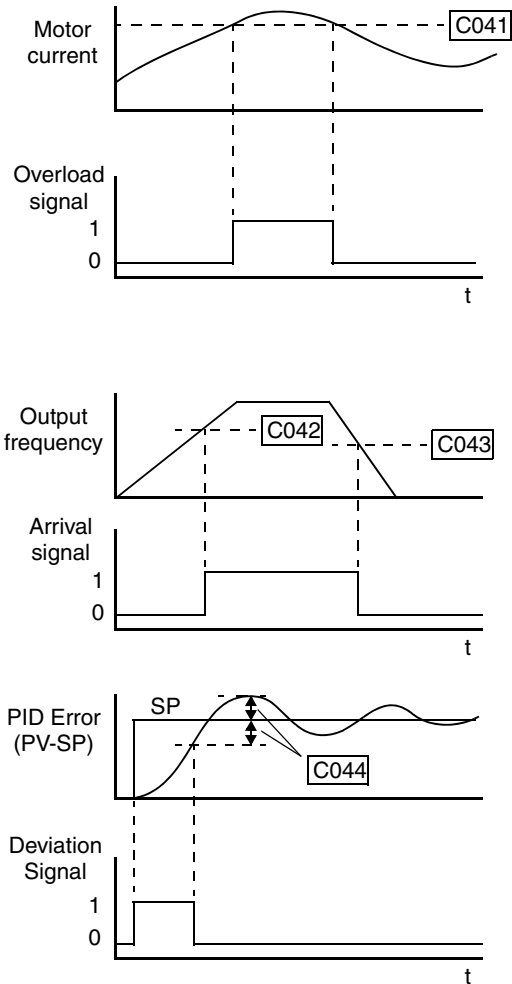 Motor
current
C041
Overload
signal
1
0
t
Output
frequency
C042
C043
Arrival
signal
1
0
t
SP
PID Error
(PV-SP)
C044
Deviation
Signal
1
0
t